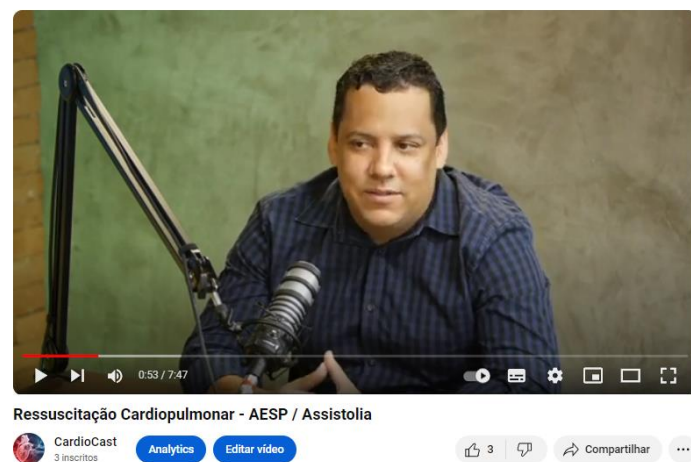 0:53 / 7:47
Ressuscitação Cardiopulmonar - AESP / Assistolia
CardioCast
3 inscritos
Analytics
Editar vídeo
3
Compartilhar